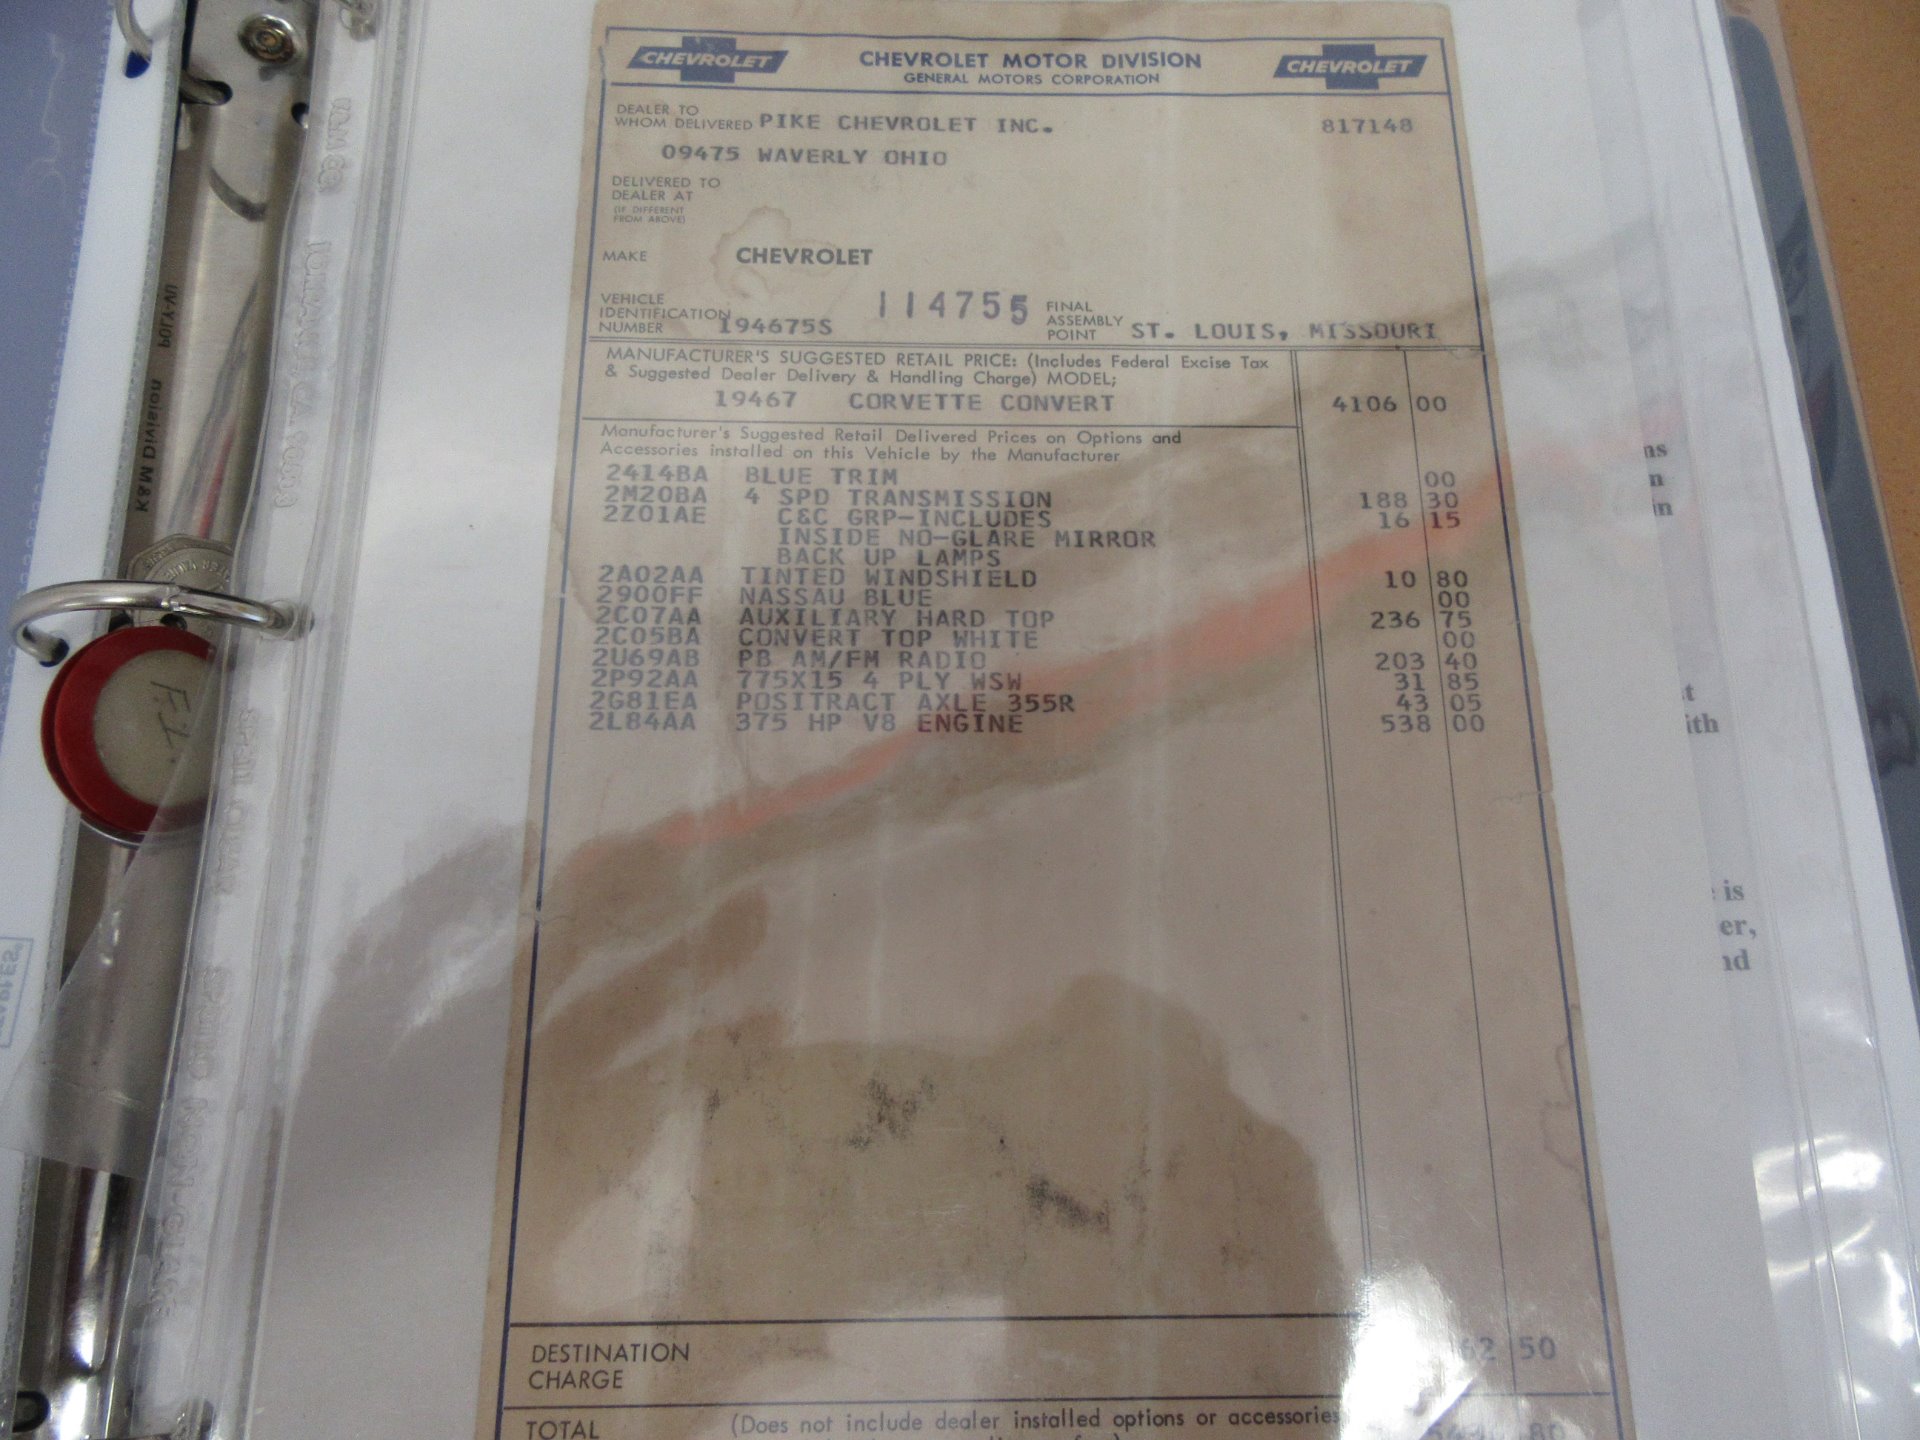 CHEVROLET
CHEVROLET MOTOR DIVISION
GENERAL MOTORS CORPORATION
CHEVROLET
DEALER TO
WHOM DELIVERED PIKE CHEVROLET INC. 817148
09475 WAVERLY OHIO
DELIVERED TO
DEALER AT
(IF DIFFERENT
FROM ABOVE)
MAKE CHEVROLET
VEHICLE
IDENTIFICATION
NUMBER 194675S 114755
FINAL
ASSEMBLY
POINT ST. LOUIS, MISSOURI
MANUFACTURER'S SUGGESTED RETAIL PRICE: (Includes Federal Excise Tax
& Suggested Dealer Delivery & Handling Charge) MODEL;
19467 CORVETTE CONVERT 4106 00
Manufacturer's Suggested Retail Delivered Prices on Options and
Accessories installed on this Vehicle by the Manufacturer
2414BA BLUE TRIM 00
2M20BA 4 SPD TRANSMISSION 188 30
2Z01AE C&C GRP-INCLUDES 16 15
INSIDE NO-GLARE MIRROR
BACK UP LAMPS
2A02AA TINTED WINDSHIELD 10 80
2900FF NASSAU BLUE 00
2C07AA AUXILIARY HARD TOP 236 75
2C05BA CONVERT TOP WHITE 00
2U69AB PB AM/FM RADIO 203 40
2P92AA 775X15 4 PLY WSW 31 85
2G81EA POSITRACT AXLE 355R 43 05
2L84AA 375 HP V8 ENGINE 538 00
DESTINATION
CHARGE 62 50
TOTAL (Does not include dealer installed options or accessories
K&M Division
F.I.
is
er,